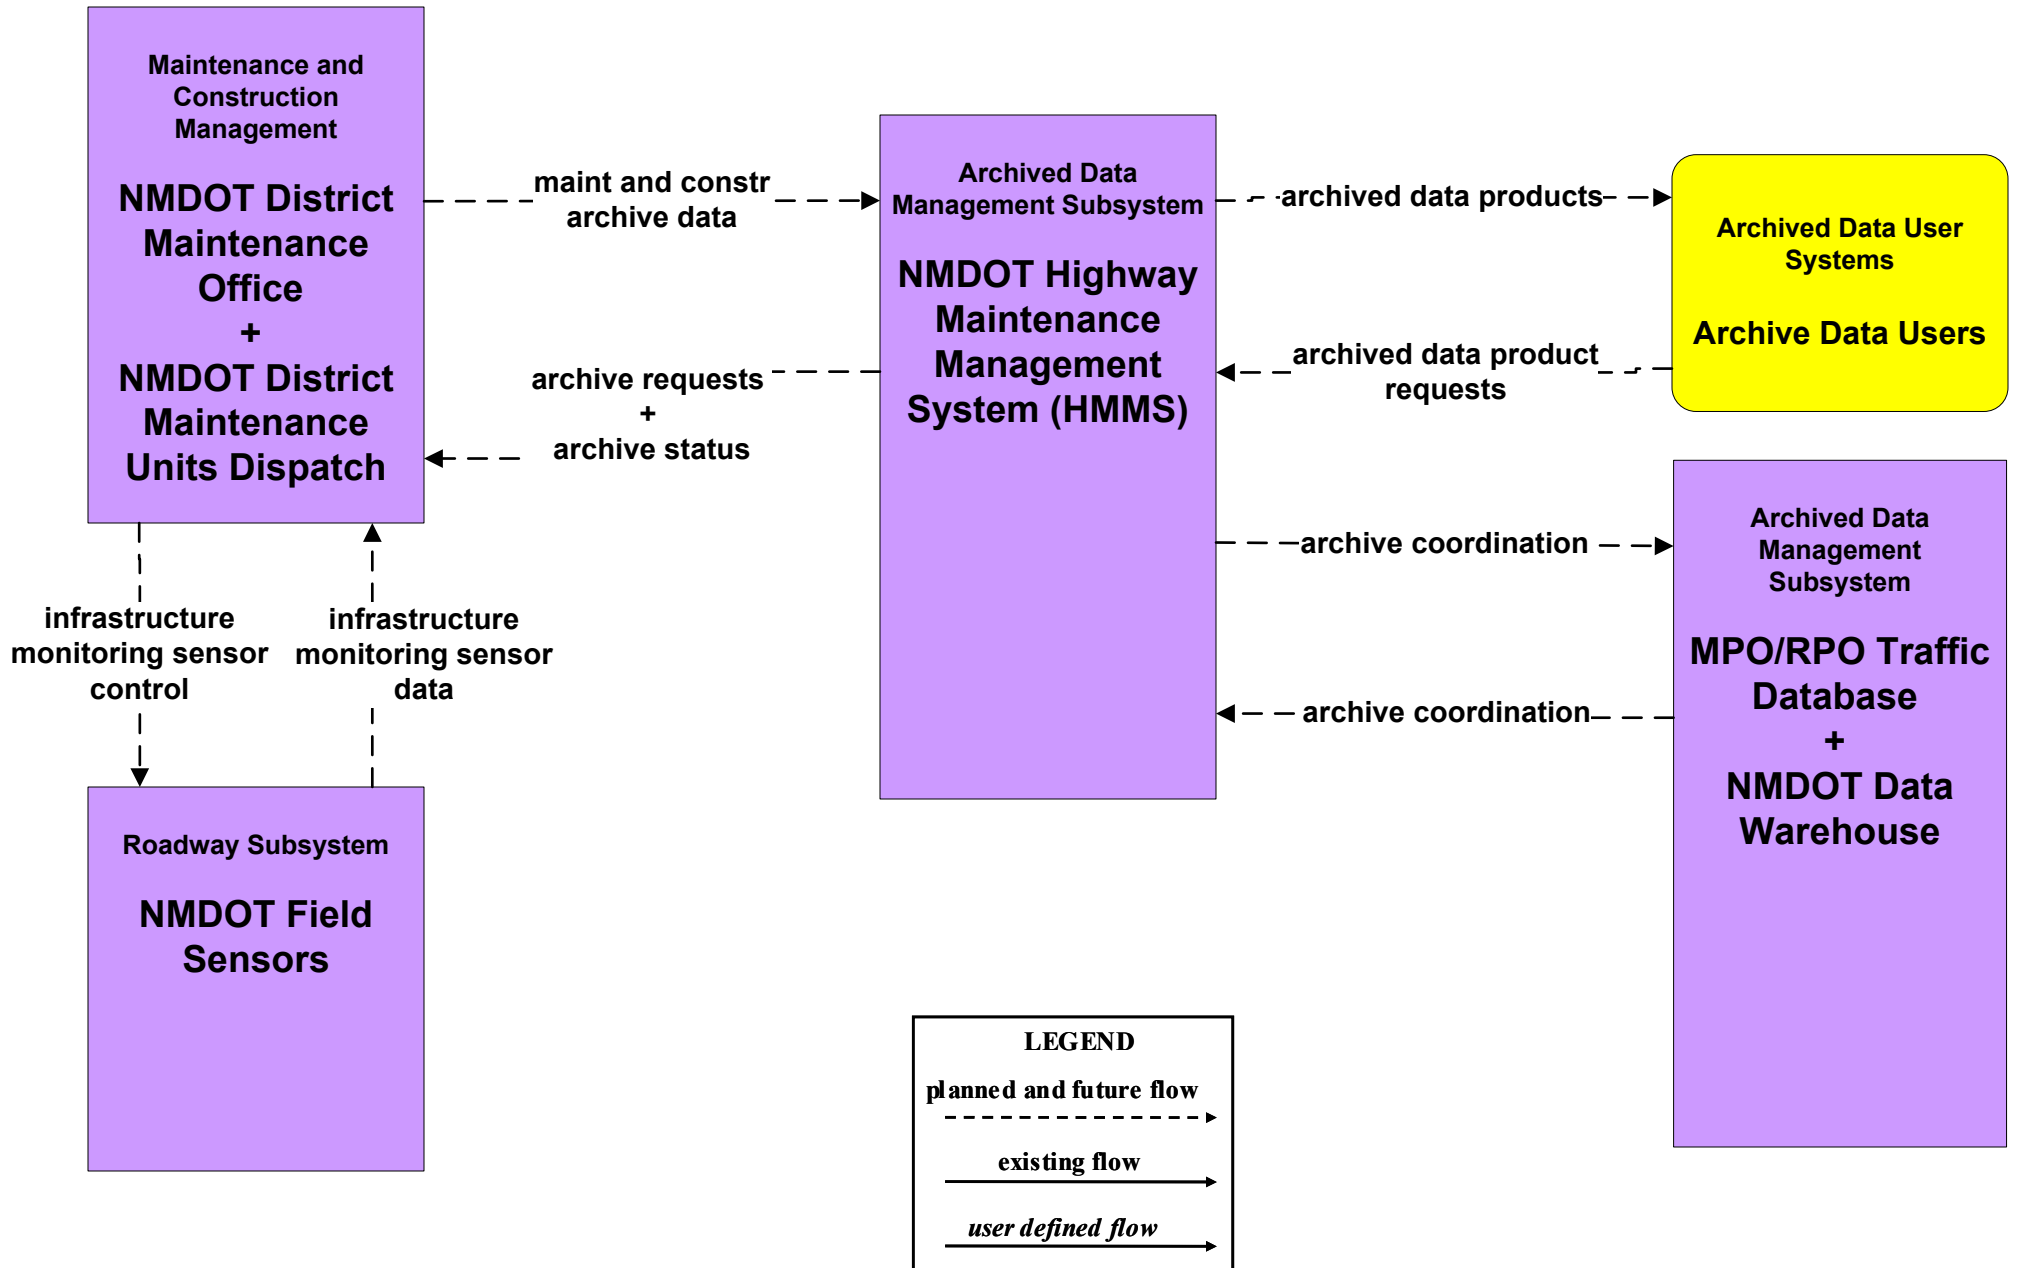 Maintenance and
Construction
Management
NMDOT District
Maintenance
Office
+
NMDOT District
Maintenance
Units Dispatch
maint and constr
archive data
archive requests
+
archive status
infrastructure
monitoring sensor
control
infrastructure
monitoring sensor
data
Roadway Subsystem
NMDOT Field
Sensors
Archived Data
Management Subsystem
NMDOT Highway
Maintenance
Management
System (HMMS)
archived data products
archived data product
requests
archive coordination
archive coordination
Archived Data User
Systems
Archive Data Users
Archived Data
Management
Subsystem
MPO/RPO Traffic
Database
+
NMDOT Data
Warehouse
LEGEND
planned and future flow
existing flow
user defined flow